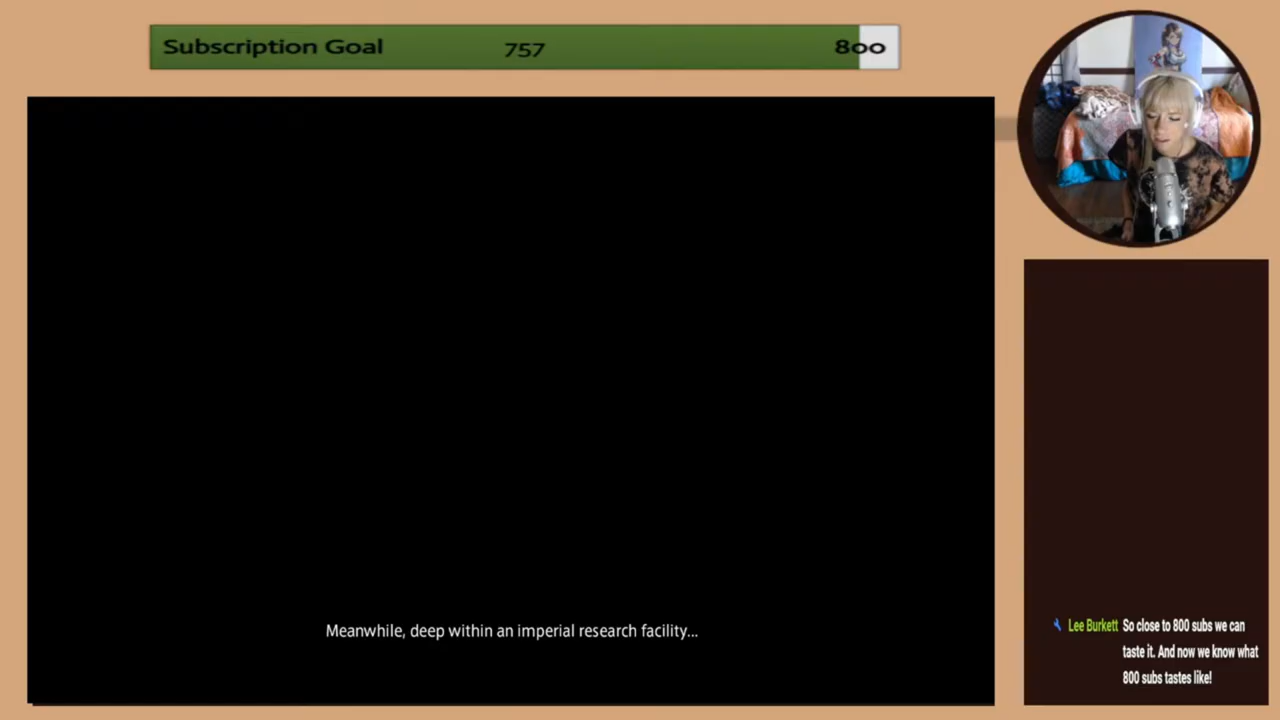 Subscription Goal 757 800
Meanwhile, deep within an imperial research facility...
Lee Burkett So close to 800 subs we can
taste it. And now we know what
800 subs tastes like!